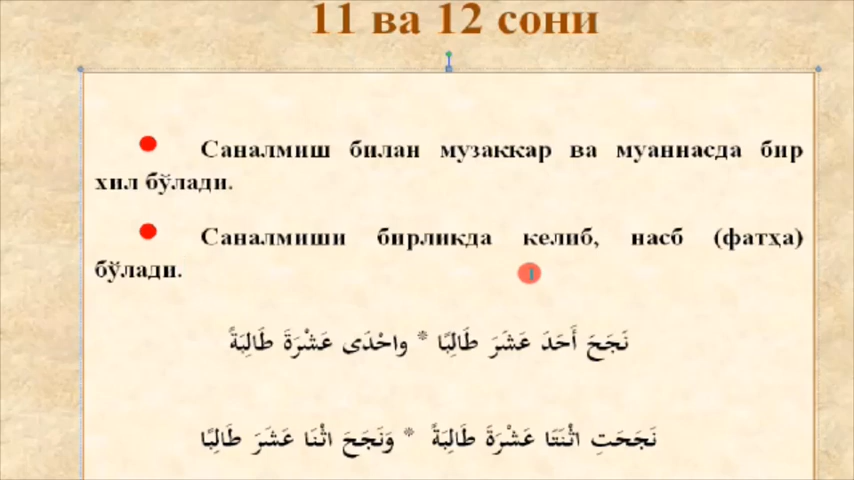 11 ва 12 сони
Саналмиш билан музаккар ва муаннасда бир
хил бўлади.
Саналмиши бирликда келиб, насб (фатҳа)
бўлади.
نَجَحَ أَحَدَ عَشَرَ طَالِبًا * واحْدَى عَشْرَةَ طَالِبَةً
نَجَحَتِ اثْنَتَا عَشْرَةَ طَالِبَةً * وَنَجَحَ اثْنَا عَشَرَ طَالِبًا